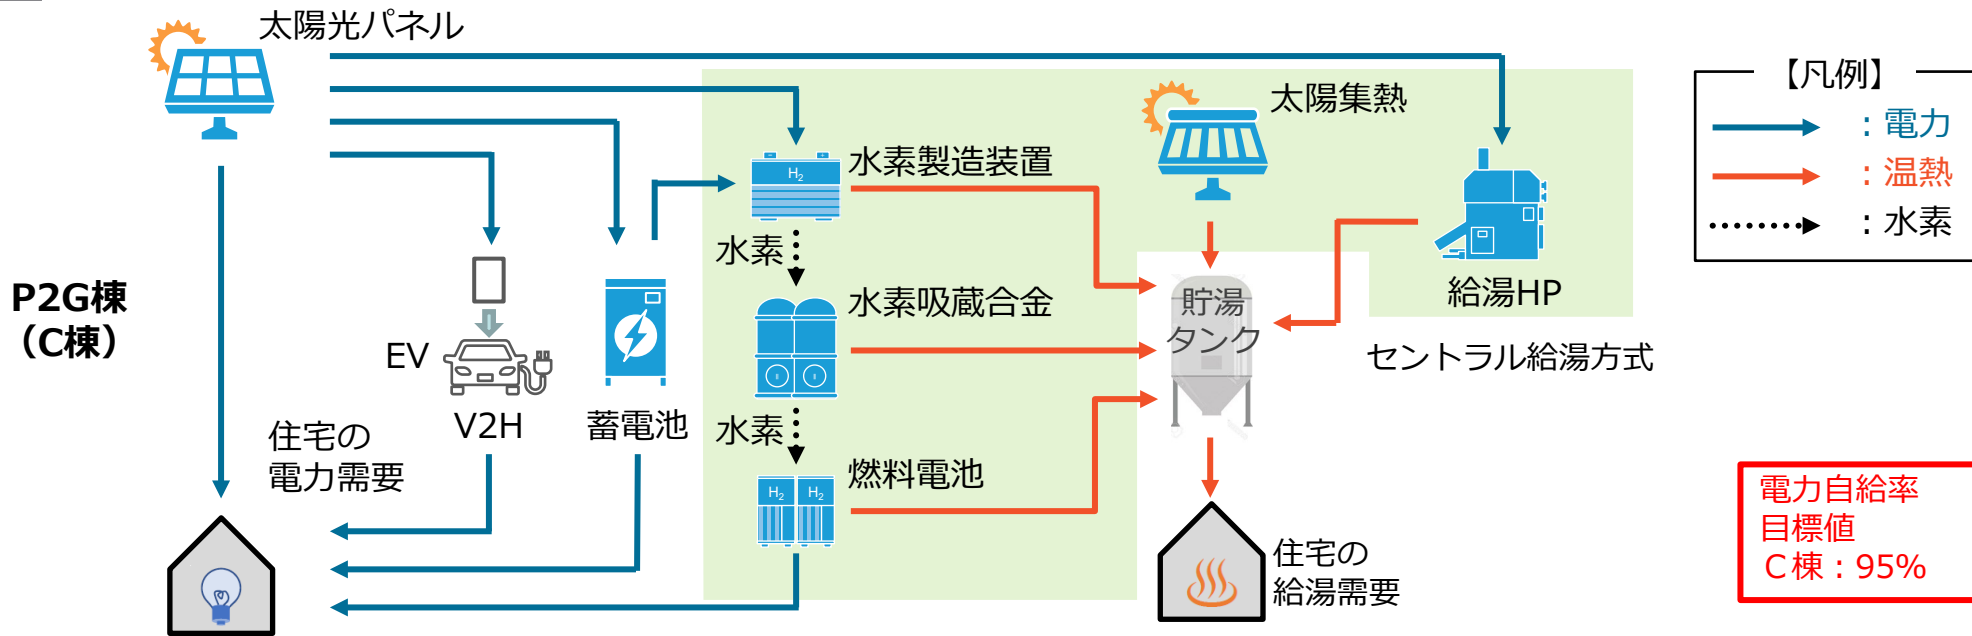 太陽光パネル
【凡例】
：電力
：温熱
：水素
太陽集熱
水素製造装置
H2
水素
給湯HP
P2G棟
（C棟）
水素吸蔵合金
貯湯
タンク
セントラル給湯方式
EV
V2H
蓄電池
水素
住宅の
電力需要
燃料電池
H2 H2
電力自給率
目標値
Ｃ棟：95%
住宅の
給湯需要